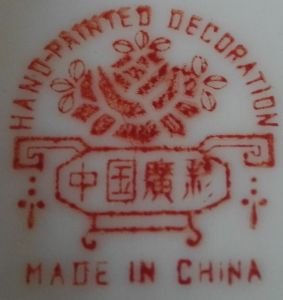 HAND-PAINTED DECORATION
中国廣彩
MADE IN CHINA